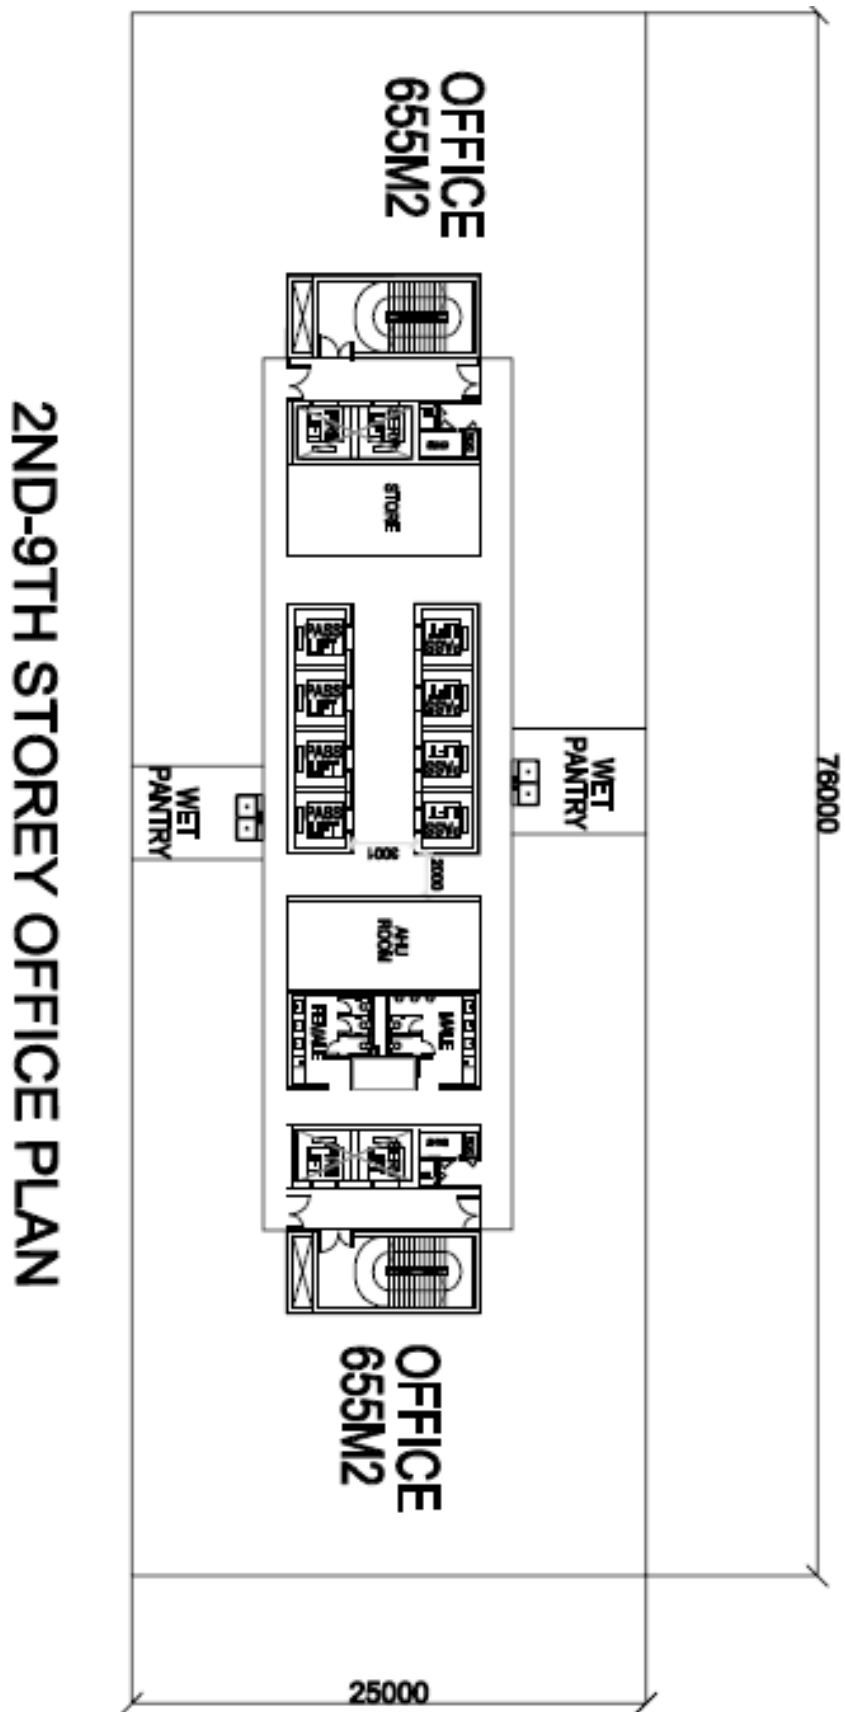 OFFICE
655M2
STORE
PASS
LIFT
PASS
LIFT
PASS
LIFT
PASS
LIFT
PASS
LIFT
PASS
LIFT
PASS
LIFT
PASS
LIFT
WET
PANTRY
WET
PANTRY
3001
2000
AHU
ROOM
FEMALE
MALE
OFFICE
655M2
76000
25000
2ND-9TH STOREY OFFICE PLAN